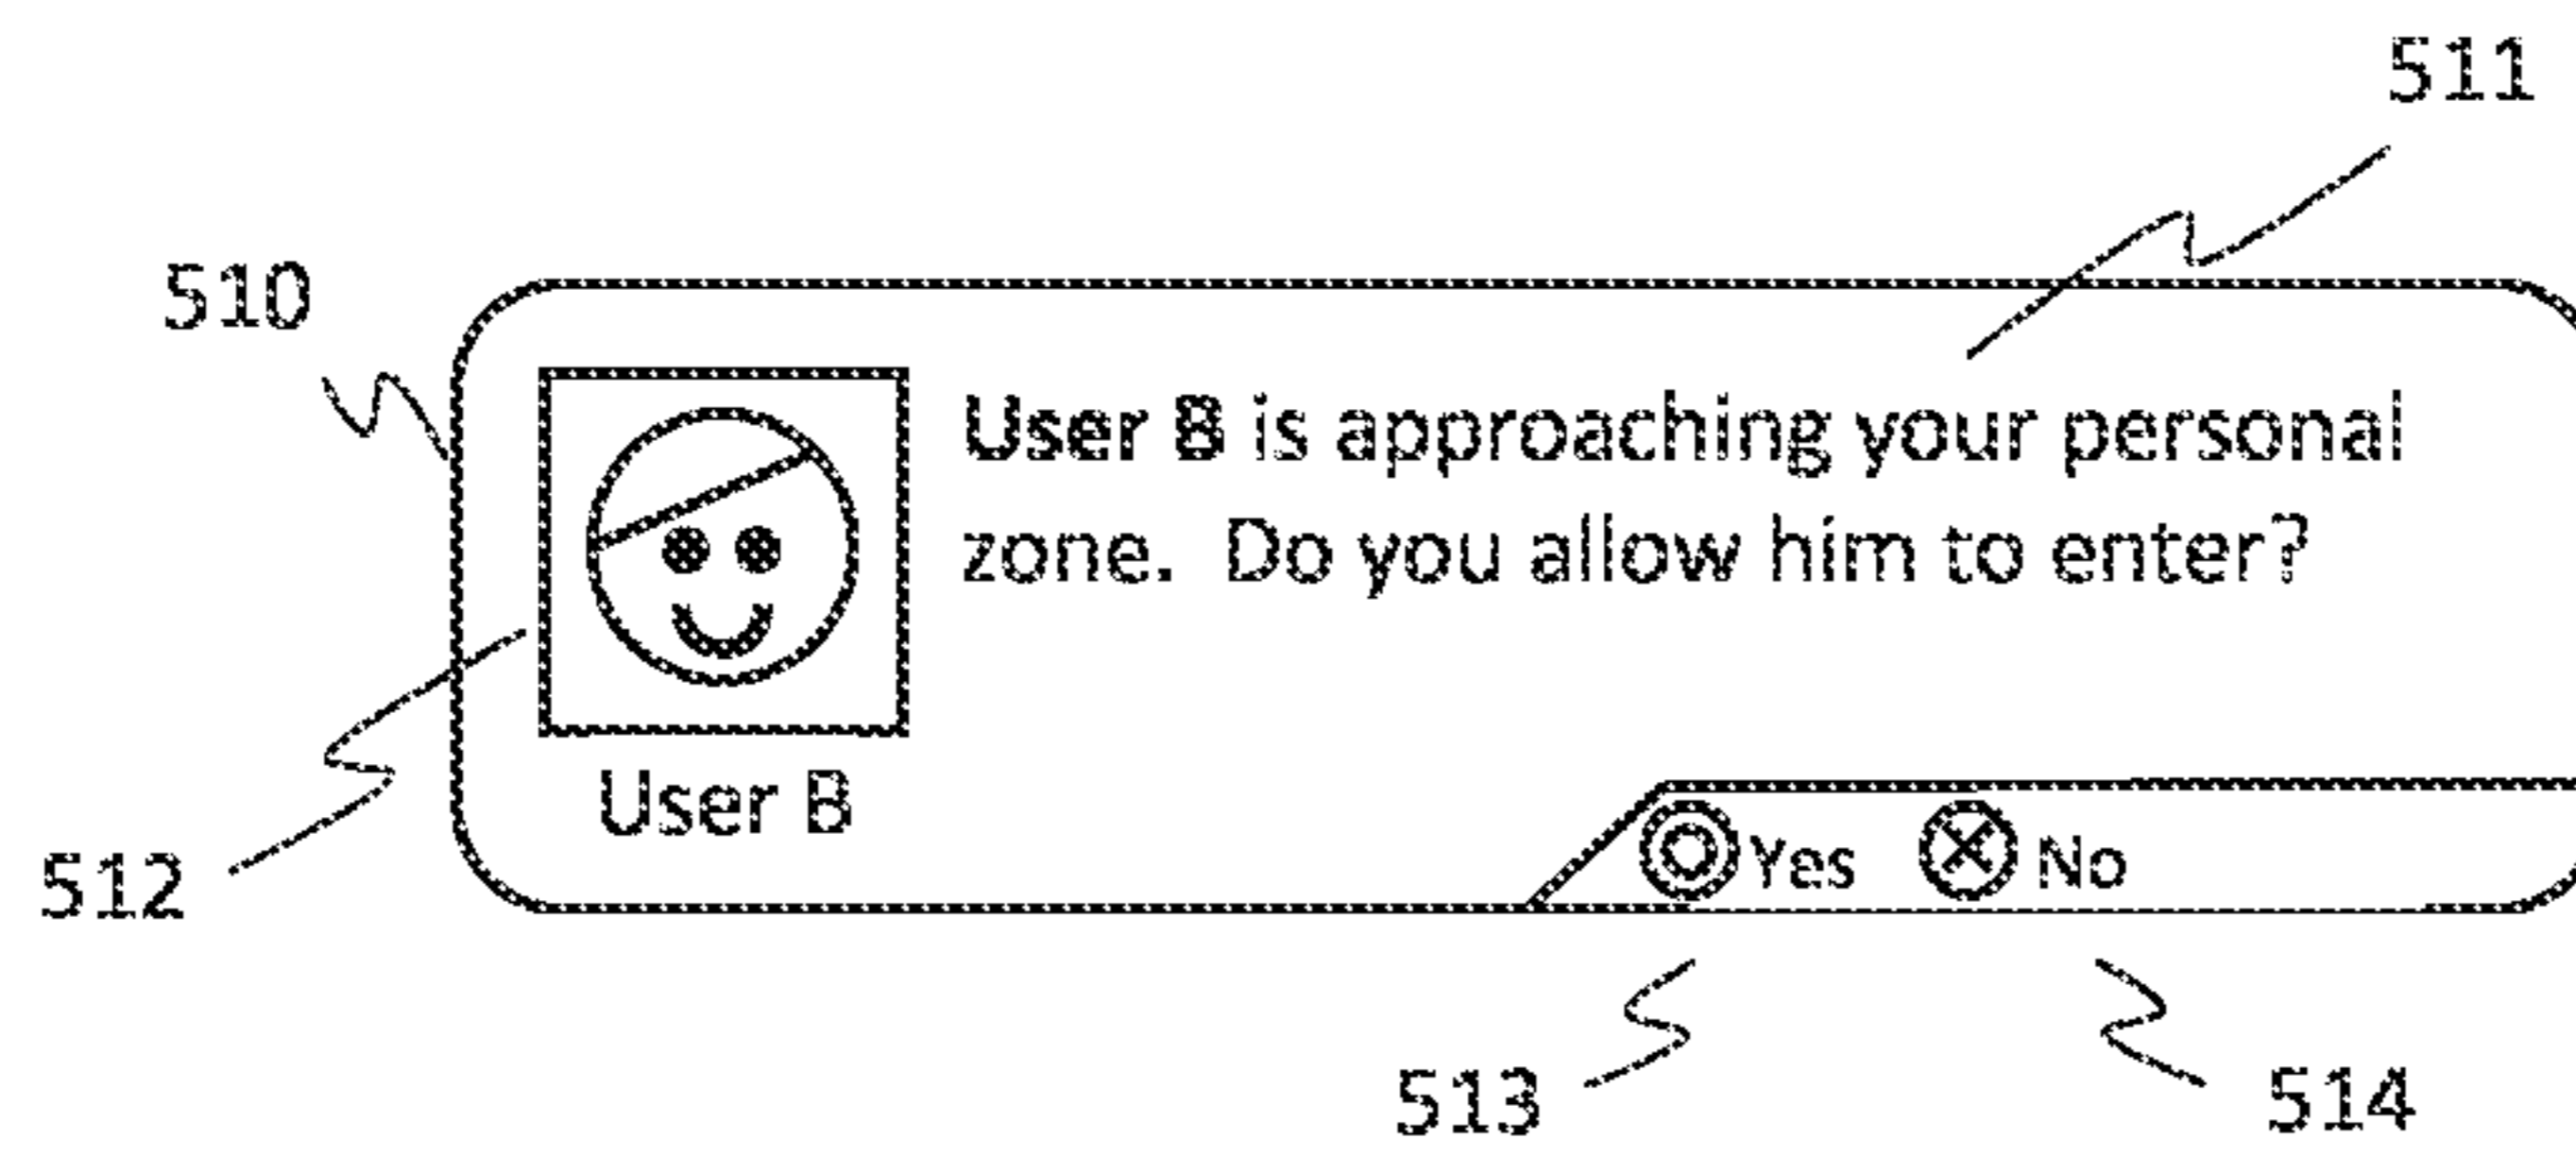 511
510
User B is approaching your personal
zone. Do you allow him to enter?
User B
512
Yes No
513
514